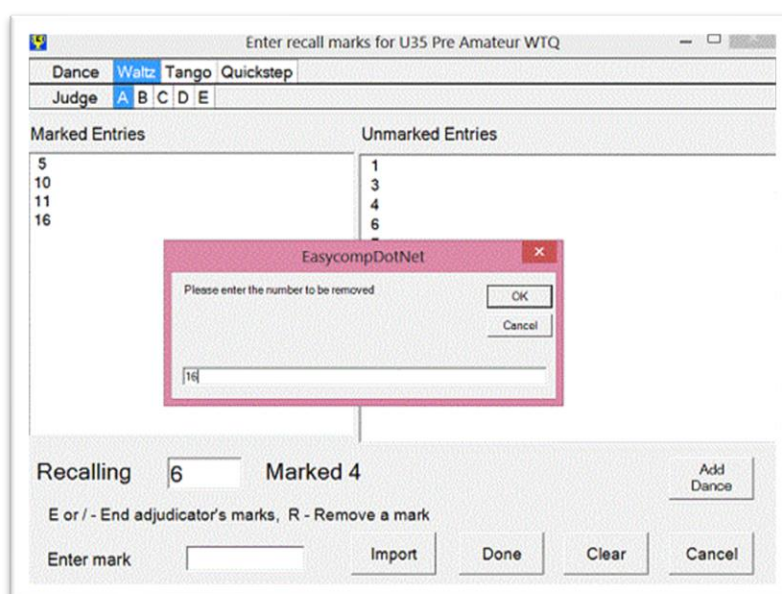 Enter recall marks for U35 Pre Amateur WTQ
Dance Waltz Tango Quickstep
Judge A B C D E
Marked Entries Unmarked Entries
5 1
10 3
11 4
16 6
EasycompDotNet
Please enter the number to be removed
OK
Cancel
16
Recalling 6 Marked 4
Add Dance
E or / - End adjudicator's marks, R - Remove a mark
Enter mark Import Done Clear Cancel